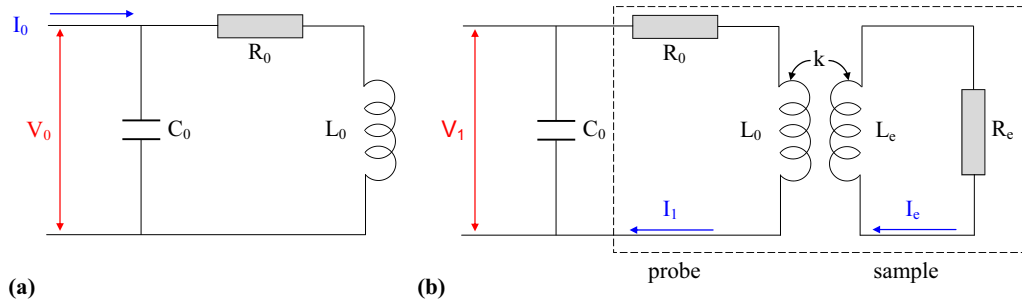 I₀
R₀
V₀
C₀
L₀
(a)
R₀
k
V₁
C₀
L₀
Lₑ
Rₑ
I₁
Iₑ
(b)
probe
sample